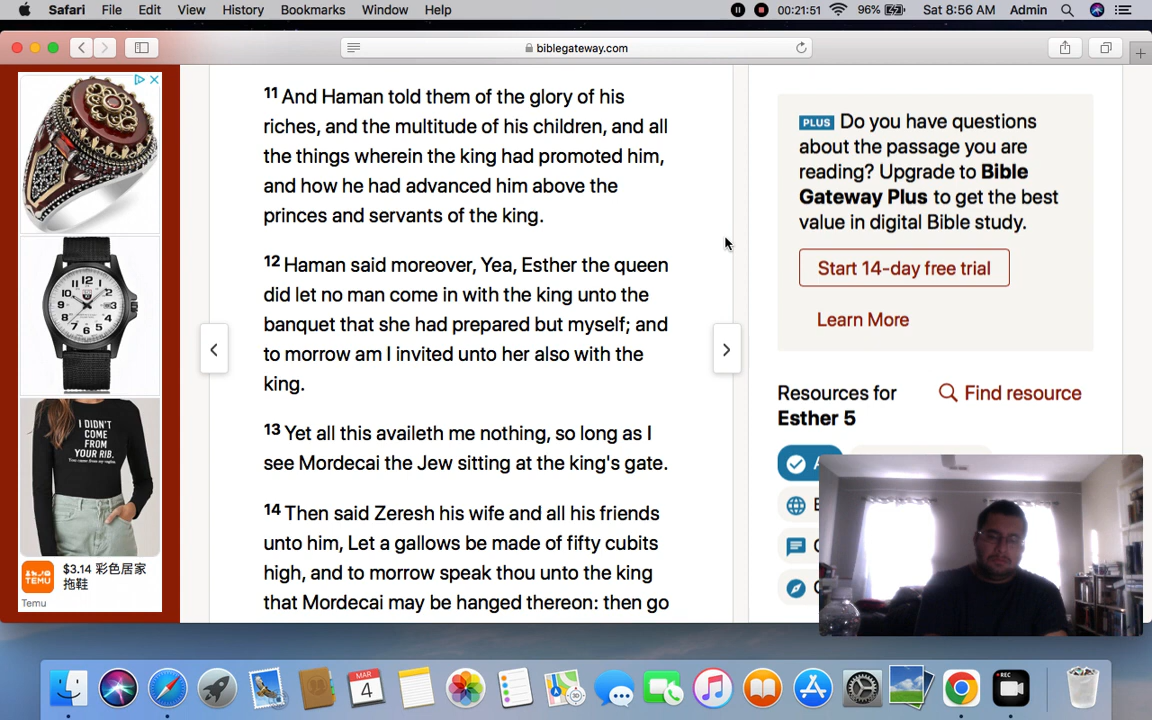 Safari File Edit View History Bookmarks Window Help 00:21:51 96% Sat 8:56 AM Admin
biblegateway.com
11 And Haman told them of the glory of his
riches, and the multitude of his children, and all
the things wherein the king had promoted him,
and how he had advanced him above the
princes and servants of the king.
12 Haman said moreover, Yea, Esther the queen
did let no man come in with the king unto the
banquet that she had prepared but myself; and
to morrow am I invited unto her also with the
king.
13 Yet all this availeth me nothing, so long as I
see Mordecai the Jew sitting at the king's gate.
14 Then said Zeresh his wife and all his friends
unto him, Let a gallows be made of fifty cubits
high, and to morrow speak thou unto the king
that Mordecai may be hanged thereon: then go
PLUS Do you have questions
about the passage you are
reading? Upgrade to Bible
Gateway Plus to get the best
value in digital Bible study.
Start 14-day free trial
Learn More
Resources for
Esther 5
Find resource
I DIDN'T
COME
FROM
YOUR RIB.
TEMU
$3.14 彩色居家
拖鞋
Temu
MAR
4
REC